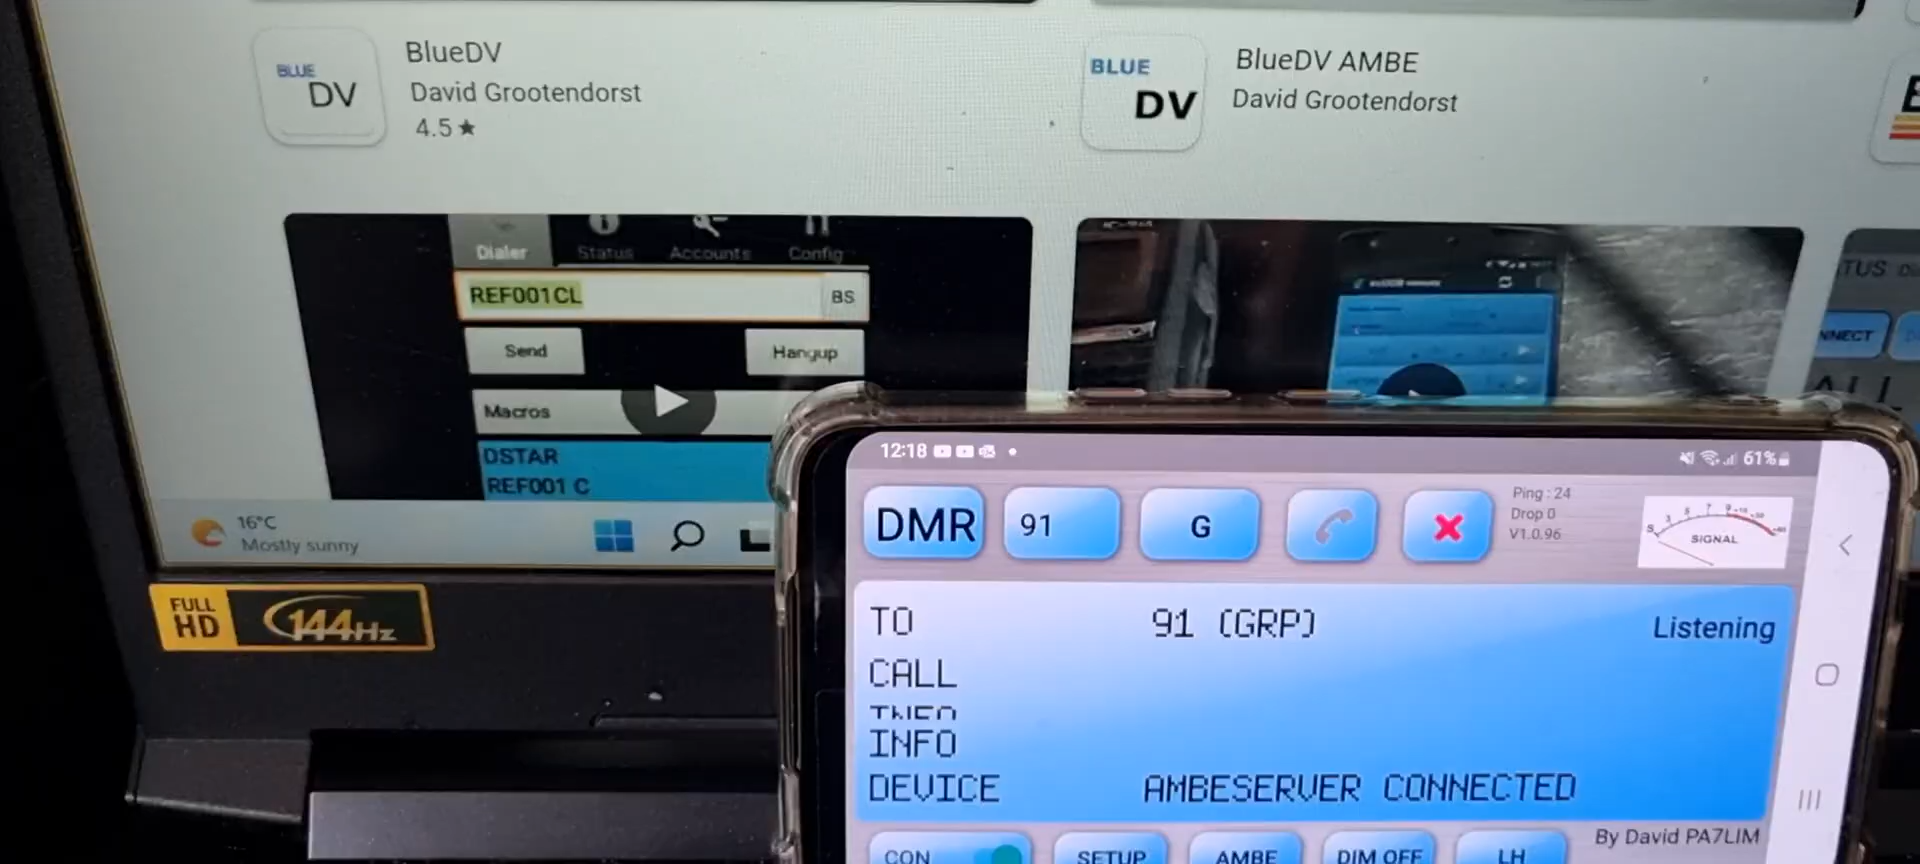 BLUE
DV
BlueDV
David Grootendorst
4.5★
BLUE
DV
BlueDV AMBE
David Grootendorst
Dialer Status Accounts Config
REF001CL BS
Send Hangup
Macros
DSTAR
REF001 C
16°C
Mostly sunny
FULL
HD
144Hz
12:18 61%
DMR 91 G
Ping : 24
Drop 0
V1.0.96
SIGNAL
TO 91 (GRP) Listening
CALL
INFO
INFO
DEVICE AMBESERVER CONNECTED
By David PA7LIM
CON SETUP AMBE DIM OFF LH